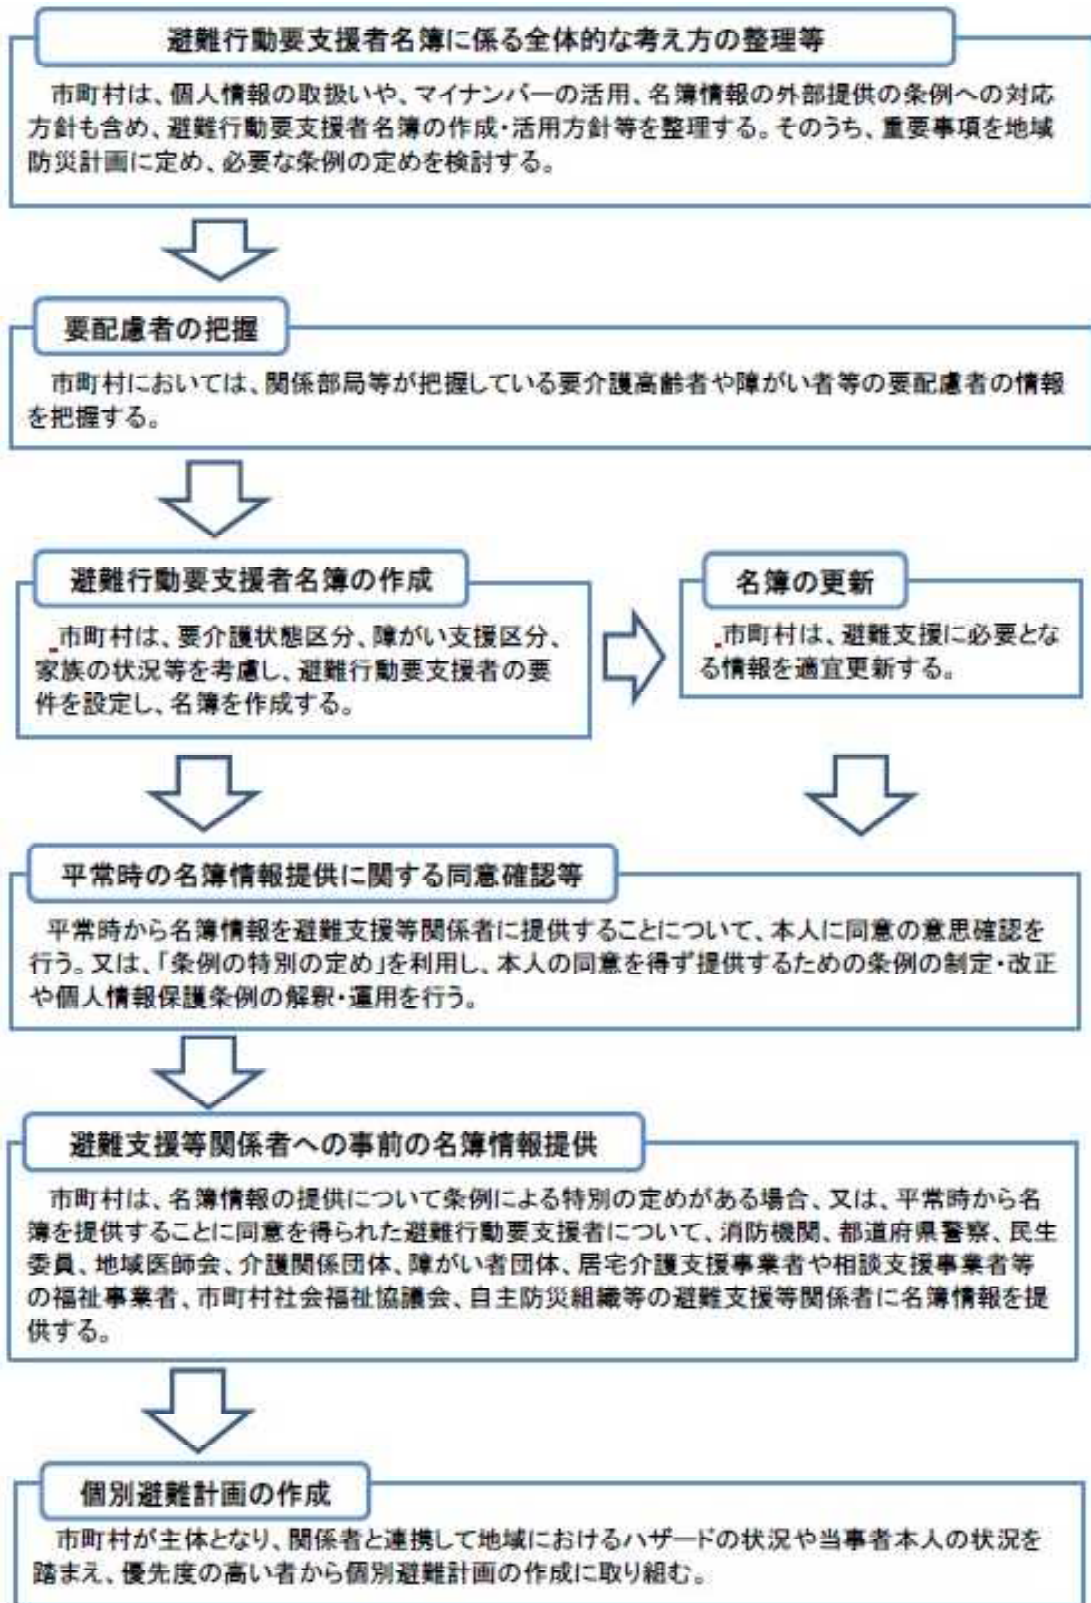 避難行動要支援者名簿に係る全体的な考え方の整理等
市町村は、個人情報の取扱いや、マイナンバーの活用、名簿情報の外部提供の条例への対応
方針も含め、避難行動要支援者名簿の作成・活用方針等を整理する。そのうち、重要事項を地域
防災計画に定め、必要な条例の定めを検討する。
要配慮者の把握
市町村においては、関係部局等が把握している要介護高齢者や障がい者等の要配慮者の情報
を把握する。
避難行動要支援者名簿の作成
市町村は、要介護状態区分、障がい支援区分、
家族の状況等を考慮し、避難行動要支援者の要
件を設定し、名簿を作成する。
名簿の更新
市町村は、避難支援に必要とな
る情報を適宜更新する。
平常時の名簿情報提供に関する同意確認等
平常時から名簿情報を避難支援等関係者に提供することについて、本人に同意の意思確認を
行う。又は、「条例の特別の定め」を利用し、本人の同意を得ず提供するための条例の制定・改正
や個人情報保護条例の解釈・運用を行う。
避難支援等関係者への事前の名簿情報提供
市町村は、名簿情報の提供について条例による特別の定めがある場合、又は、平常時から名
簿を提供することに同意を得られた避難行動要支援者について、消防機関、都道府県警察、民生
委員、地域医師会、介護関係団体、障がい者団体、居宅介護支援事業者や相談支援事業者等
の福祉事業者、市町村社会福祉協議会、自主防災組織等の避難支援等関係者に名簿情報を提
供する。
個別避難計画の作成
市町村が主体となり、関係者と連携して地域におけるハザードの状況や当事者本人の状況を
踏まえ、優先度の高い者から個別避難計画の作成に取り組む。